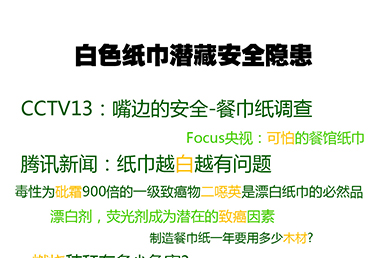 白色纸巾潜藏安全隐患
CCTV13：嘴边的安全-餐巾纸调查
Focus央视：可怕的餐馆纸巾
腾讯新闻：纸巾越白越有问题
毒性为砒霜900倍的一级致癌物二噁英是漂白纸巾的必然品
漂白剂，荧光剂成为潜在的致癌因素
制造餐巾纸一年要用多少木材?